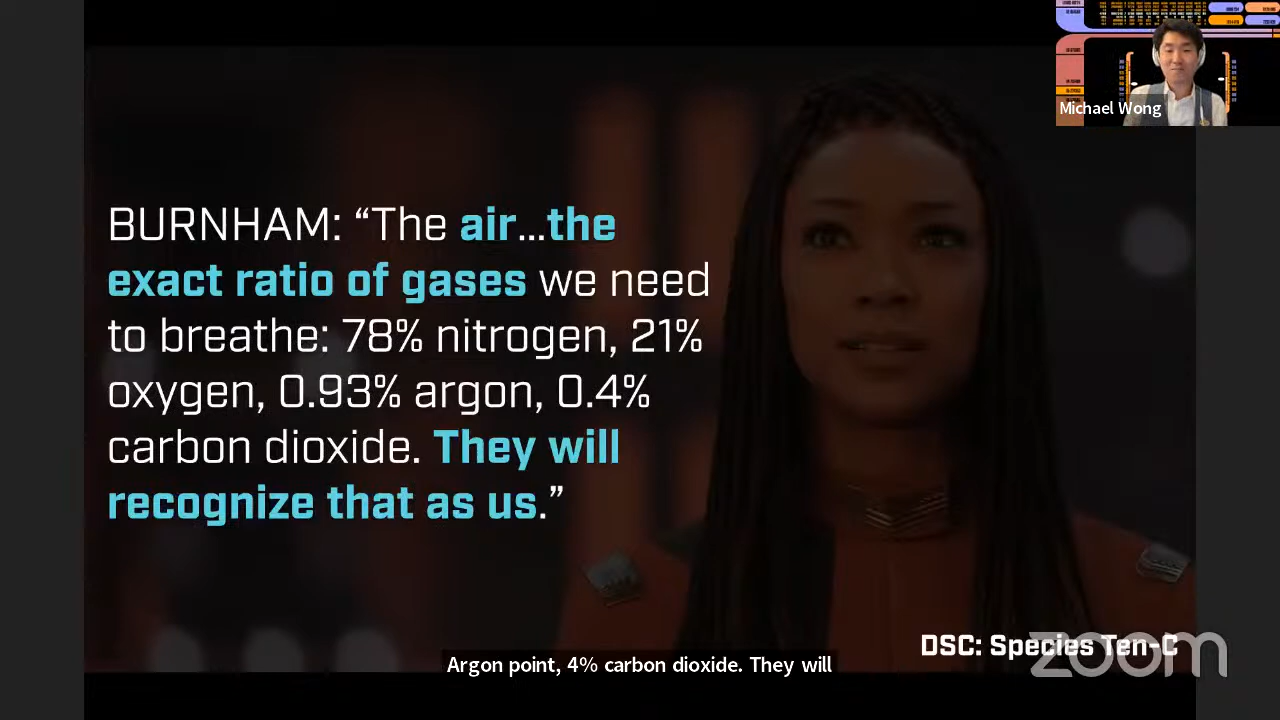 Michael Wong
BURNHAM: “The air...the
exact ratio of gases we need
to breathe: 78% nitrogen, 21%
oxygen, 0.93% argon, 0.4%
carbon dioxide. They will
recognize that as us.”
DSC: Species Ten-C
zoom
Argon point, 4% carbon dioxide. They will